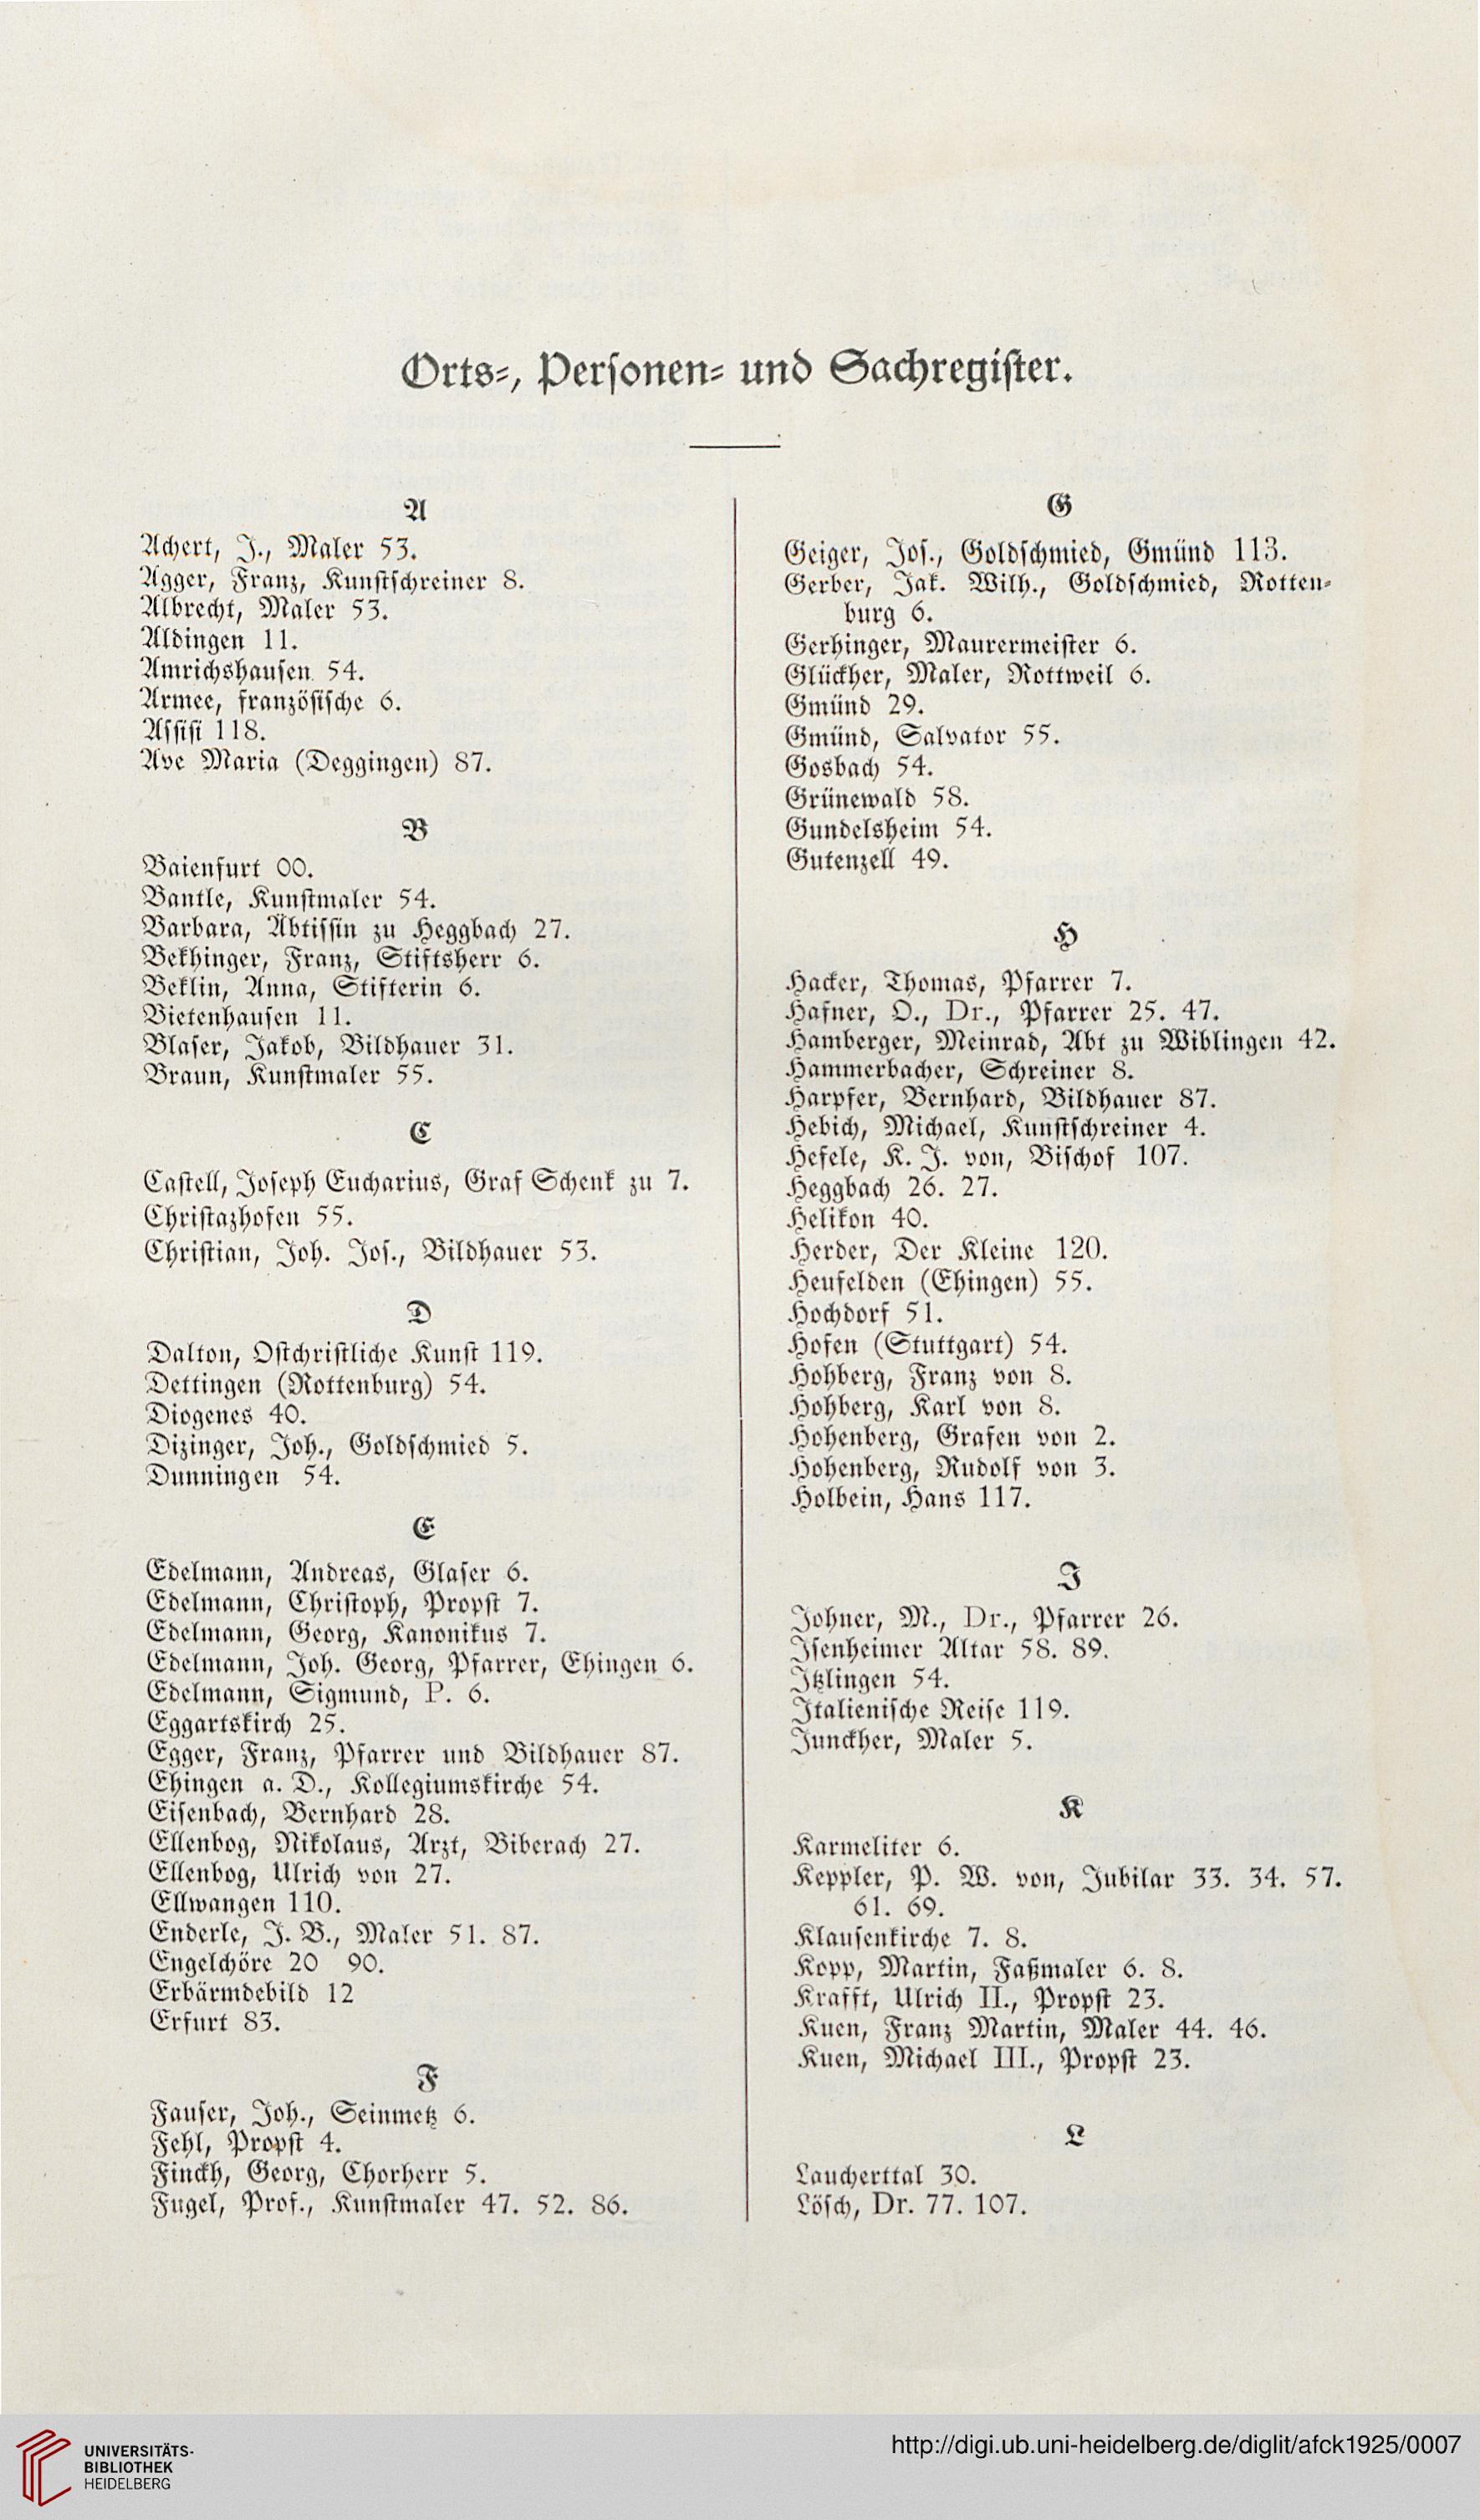 Orts-, Personen- und Sachregister.
A
Achert, J., Maler 53.
Agger, Franz, Kunstschreiner 8.
Albrecht, Maler 53.
Aldingen 11.
Amrichshausen 54.
Armee, französische 6.
Assisi 118.
Ave Maria (Deggingen) 87.
B
Baienfurt 00.
Bantle, Kunstmaler 54.
Barbara, Äbtissin zu Heggbach 27.
Bekhinger, Franz, Stiftsherr 6.
Beklin, Anna, Stifterin 6.
Bietenhausen 11.
Blaser, Jakob, Bildhauer 31.
Braun, Kunstmaler 55.
C
Castell, Joseph Eucharius, Graf Schenk zu 7.
Christazhofen 55.
Christian, Joh. Jos., Bildhauer 53.
D
Dalton, Ostchristliche Kunst 119.
Dettingen (Rottenburg) 54.
Diogenes 40.
Dizinger, Joh., Goldschmied 5.
Dunningen 54.
E
Edelmann, Andreas, Glaser 6.
Edelmann, Christoph, Propst 7.
Edelmann, Georg, Kanonikus 7.
Edelmann, Joh. Georg, Pfarrer, Ehingen 6.
Edelmann, Sigmund, P. 6.
Eggartskirch 25.
Egger, Franz, Pfarrer und Bildhauer 87.
Ehingen a. D., Kollegiumskirche 54.
Eisenbach, Bernhard 28.
Ellenbog, Nikolaus, Arzt, Biberach 27.
Ellenbog, Ulrich von 27.
Ellwangen 110.
Enderle, J. B., Maler 51. 87.
Engelchöre 20 90.
Erbärmdebild 12
Erfurt 83.
F
Fauser, Joh., Seinmetz 6.
Fehl, Propst 4.
Finckh, Georg, Chorherr 5.
Fugel, Prof., Kunstmaler 47. 52. 86.
G
Geiger, Jos., Goldschmied, Gmünd 113.
Gerber, Jak. Wilh., Goldschmied, Rotten-
burg 6.
Gerhinger, Maurermeister 6.
Glückher, Maler, Rottweil 6.
Gmünd 29.
Gmünd, Salvator 55.
Gosbach 54.
Grünewald 58.
Gundelsheim 54.
Gutenzell 49.
H
Hacker, Thomas, Pfarrer 7.
Hafner, O., Dr., Pfarrer 25. 47.
Hamberger, Meinrad, Abt zu Wiblingen 42.
Hammerbacher, Schreiner 8.
Harpfer, Bernhard, Bildhauer 87.
Hebich, Michael, Kunstschreiner 4.
Hefele, K. J. von, Bischof 107.
Heggbach 26. 27.
Helikon 40.
Herder, Der Kleine 120.
Heufelden (Ehingen) 55.
Hochdorf 51.
Hofen (Stuttgart) 54.
Hohberg, Franz von 8.
Hohberg, Karl von 8.
Hohenberg, Grafen von 2.
Hohenberg, Rudolf von 3.
Holbein, Hans 117.
J
Johner, M., Dr., Pfarrer 26.
Isenheimer Altar 58. 89.
Itzlingen 54.
Italienische Reise 119.
Junckher, Maler 5.
K
Karmeliter 6.
Keppler, P. W. von, Jubilar 33. 34. 57.
61. 69.
Klausenkirche 7. 8.
Kopp, Martin, Faßmaler 6. 8.
Krafft, Ulrich II., Propst 23.
Kuen, Franz Martin, Maler 44. 46.
Kuen, Michael III., Propst 23.
L
Laucherttal 30.
Lösch, Dr. 77. 107.
UNIVERSITÄTS-
BIBLIOTHEK
HEIDELBERG
http://digi.ub.uni-heidelberg.de/diglit/afck1925/0007